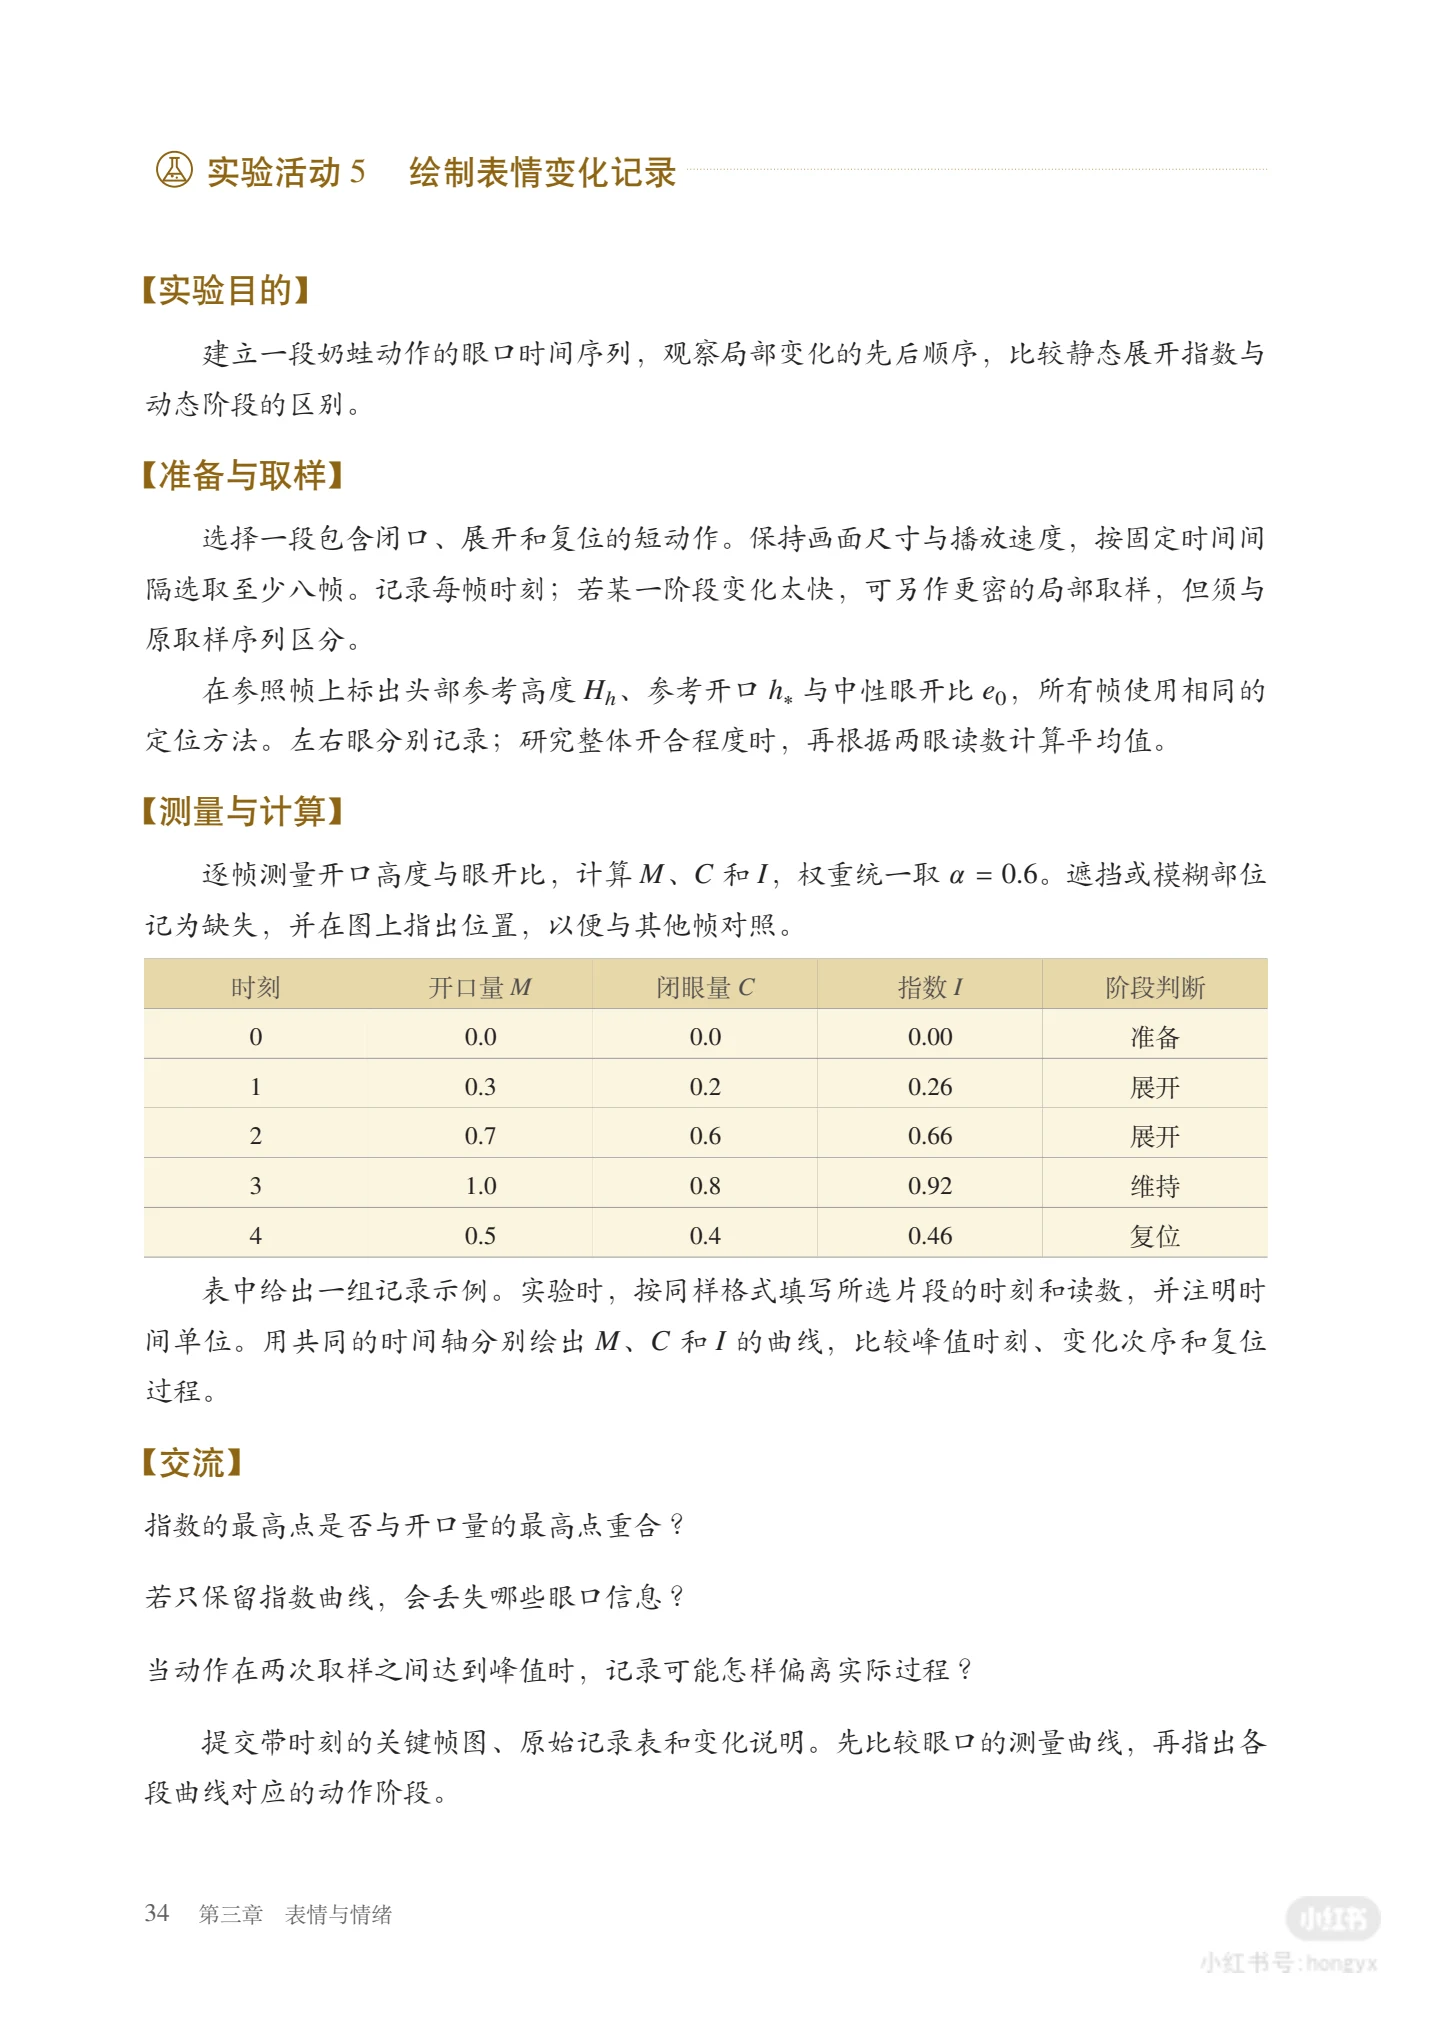 实验活动 5 绘制表情变化记录
【实验目的】
建立一段奶蛙动作的眼口时间序列，观察局部变化的先后顺序，比较静态展开指数与
动态阶段的区别。
【准备与取样】
选择一段包含闭口、展开和复位的短动作。保持画面尺寸与播放速度，按固定时间间
隔选取至少八帧。记录每帧时刻；若某一阶段变化太快，可另作更密的局部取样，但须与
原取样序列区分。
在参照帧上标出头部参考高度 Hₕ、参考开口 h* 与中性眼开比 e₀，所有帧使用相同的
定位方法。左右眼分别记录；研究整体开合程度时，再根据两眼读数计算平均值。
【测量与计算】
逐帧测量开口高度与眼开比，计算 M、C 和 I，权重统一取 α = 0.6。遮挡或模糊部位
记为缺失，并在图上指出位置，以便与其他帧对照。
时刻 开口量 M 闭眼量 C 指数 I 阶段判断
0 0.0 0.0 0.00 准备
1 0.3 0.2 0.26 展开
2 0.7 0.6 0.66 展开
3 1.0 0.8 0.92 维持
4 0.5 0.4 0.46 复位
表中给出一组记录示例。实验时，按同样格式填写所选片段的时刻和读数，并注明时
间单位。用共同的时间轴分别绘出 M、C 和 I 的曲线，比较峰值时刻、变化次序和复位
过程。
【交流】
指数的最高点是否与开口量的最高点重合？
若只保留指数曲线，会丢失哪些眼口信息？
当动作在两次取样之间达到峰值时，记录可能怎样偏离实际过程？
提交带时刻的关键帧图、原始记录表和变化说明。先比较眼口的测量曲线，再指出各
段曲线对应的动作阶段。
34 第三章 表情与情绪
小红书
小红书号:hongyx